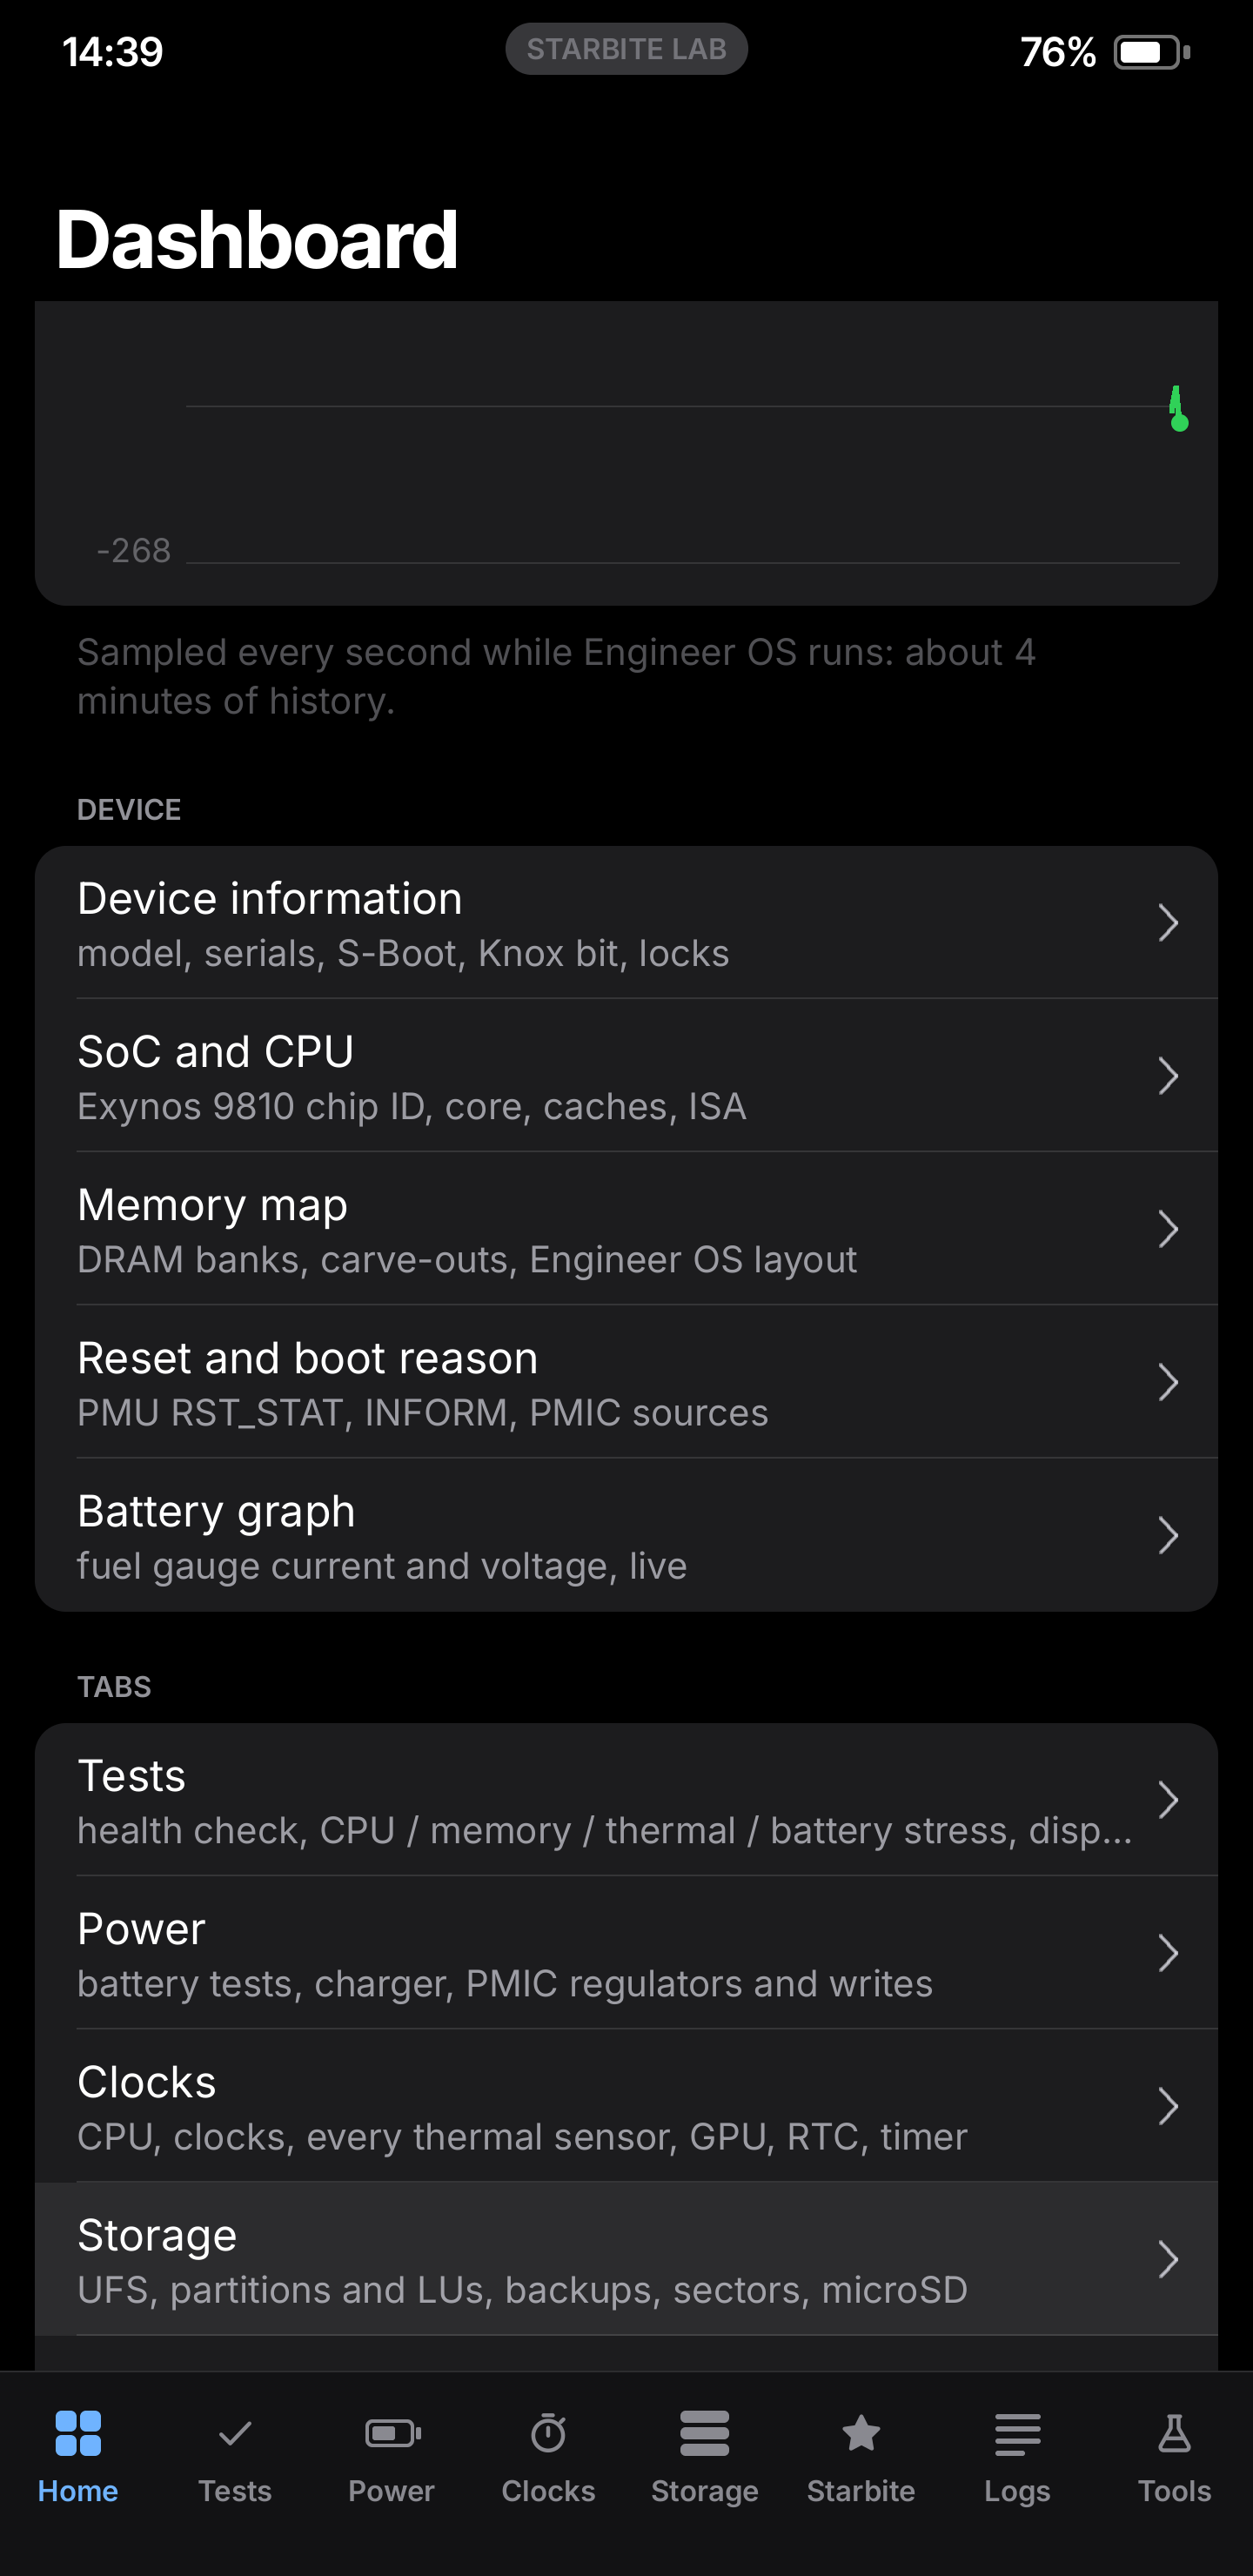 14:39
STARBITE LAB
76%
Dashboard
-268
Sampled every second while Engineer OS runs: about 4
minutes of history.
DEVICE
Device information
model, serials, S-Boot, Knox bit, locks
SoC and CPU
Exynos 9810 chip ID, core, caches, ISA
Memory map
DRAM banks, carve-outs, Engineer OS layout
Reset and boot reason
PMU RST_STAT, INFORM, PMIC sources
Battery graph
fuel gauge current and voltage, live
TABS
Tests
health check, CPU / memory / thermal / battery stress, disp...
Power
battery tests, charger, PMIC regulators and writes
Clocks
CPU, clocks, every thermal sensor, GPU, RTC, timer
Storage
UFS, partitions and LUs, backups, sectors, microSD
Home
Tests
Power
Clocks
Storage
Starbite
Logs
Tools